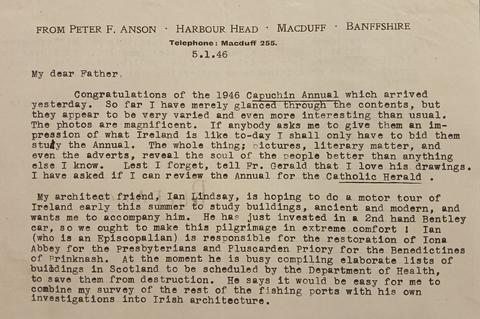 FROM PETER F. ANSON · HARBOUR HEAD · MACDUFF · BANFFSHIRE
Telephone: Macduff 255.
5.1.46
My dear Father,
Congratulations of the 1946 Capuchin Annual which arrived
yesterday. So far I have merely glanced through the contents, but
they appear to be very varied and even more interesting than usual.
The photos are magnificent. If anybody asks me to give them an im-
pression of what Ireland is like to-day I shall only have to bid them
study the Annual. The whole thing; pictures, literary matter, and
even the adverts, reveal the soul of the people better than anything
else I know. Lest I forget, tell Fr. Gerald that I love his drawings.
I have asked if I can review the Annual for the Catholic Herald .
My architect friend, Ian Lindsay, is hoping to do a motor tour of
Ireland early this summer to study buildings, ancient and modern, and
wants me to accompany him. He has just invested in a 2nd hand Bentley
car, so we ought to make this pilgrimage in extreme comfort ! Ian
(who is an Episcopalian) is responsible for the restoration of Iona
Abbey for the Presbyterians and Pluscarden Priory for the Benedictines
of Prinknash. At the moment he is busy compiling elaborate lists of
buildings in Scotland to be scheduled by the Department of Health,
to save them from destruction. He says it would be easy for me to
combine my survey of the rest of the fishing ports with his own
investigations into Irish architecture.